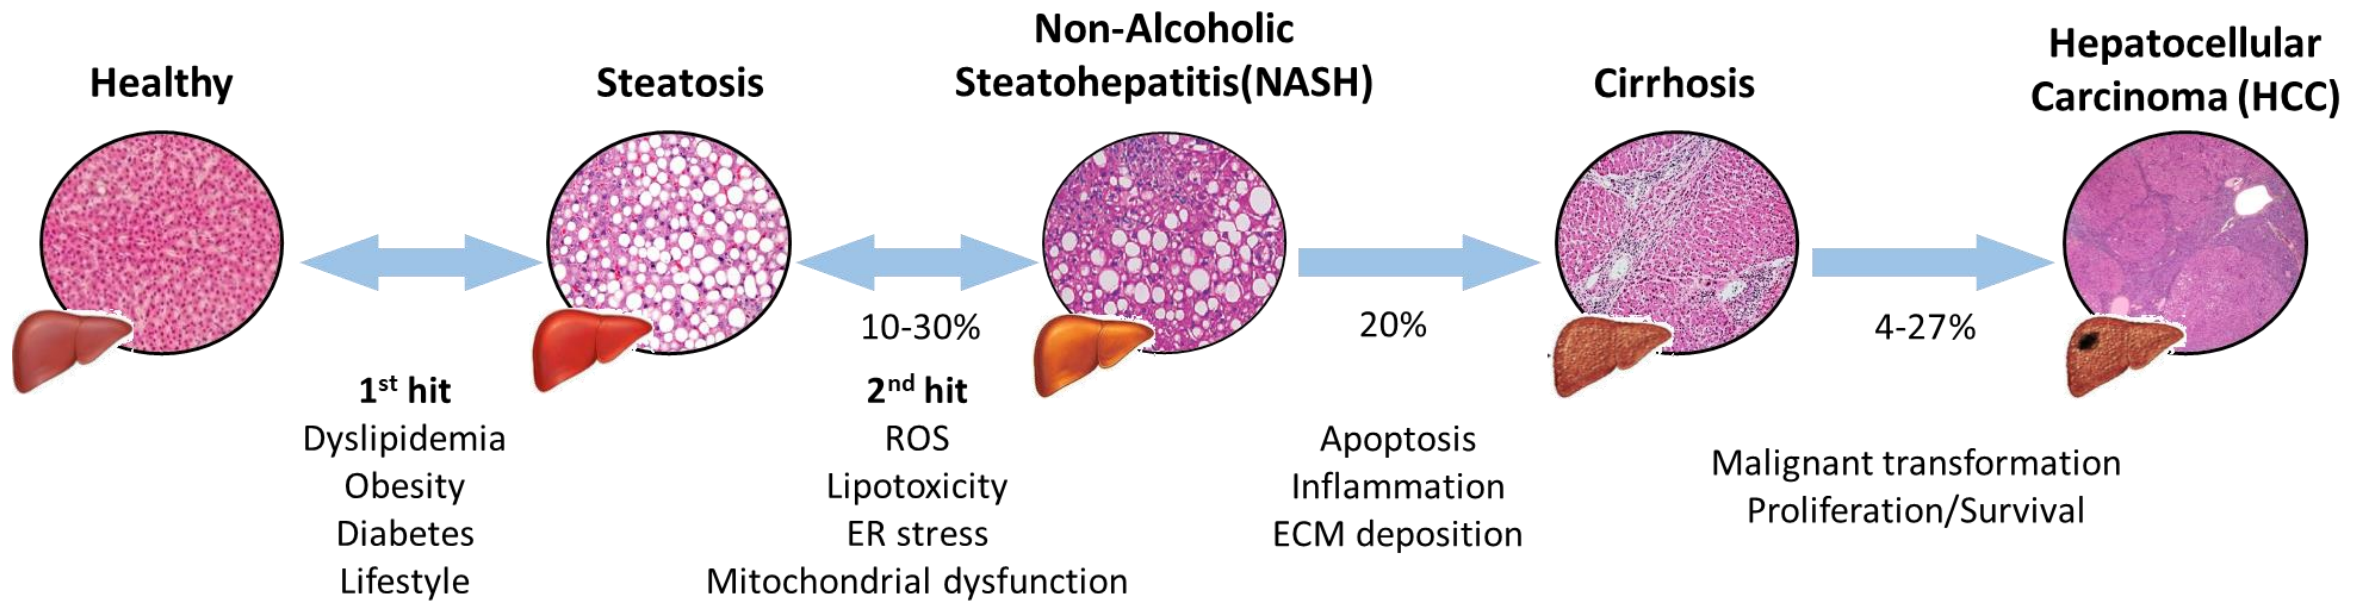 Healthy
Steatosis
Non-Alcoholic
Steatohepatitis(NASH)
Cirrhosis
Hepatocellular
Carcinoma (HCC)
10-30%
20%
4-27%
1st hit
Dyslipidemia
Obesity
Diabetes
Lifestyle
2nd hit
ROS
Lipotoxicity
ER stress
Mitochondrial dysfunction
Apoptosis
Inflammation
ECM deposition
Malignant transformation
Proliferation/Survival